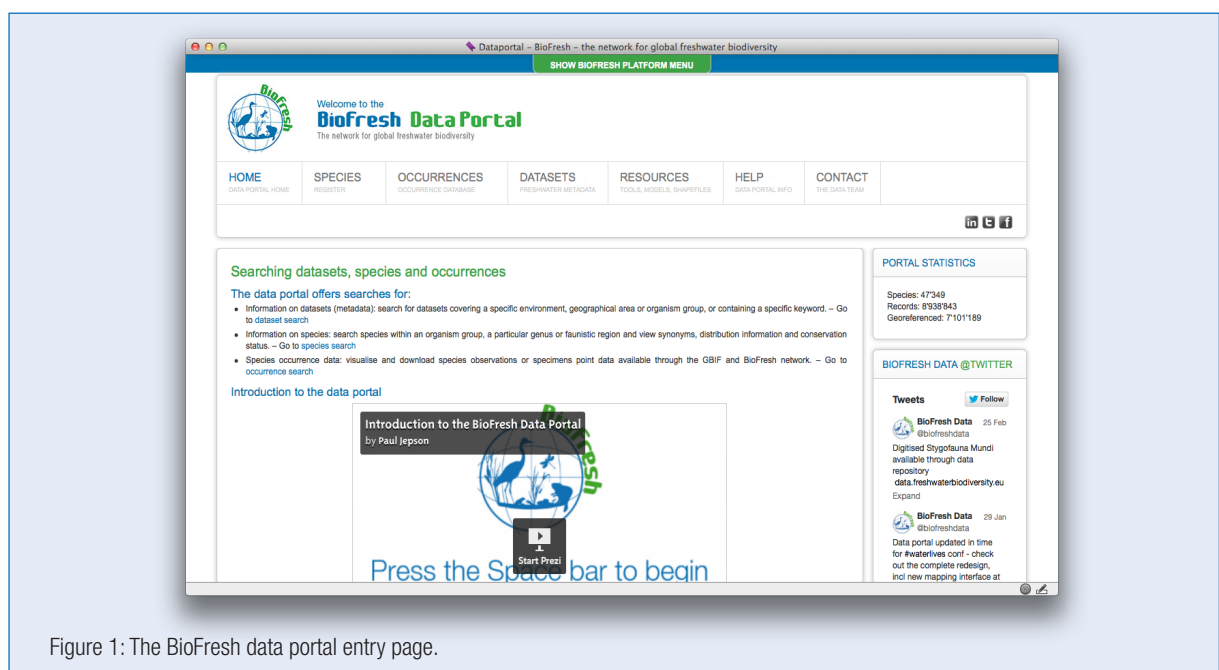 Dataportal – BioFresh – the network for global freshwater biodiversity
SHOW BIOFRESH PLATFORM MENU
BioFresh
Welcome to the
BioFresh Data Portal
The network for global freshwater biodiversity
HOME
DATA PORTAL HOME
SPECIES
REGISTER
OCCURRENCES
OCCURRENCE DATABASE
DATASETS
FRESHWATER METADATA
RESOURCES
TOOLS, MODELS, SHAPEFILES
HELP
DATA PORTAL INFO
CONTACT
THE DATA TEAM
in t f
Searching datasets, species and occurrences
The data portal offers searches for:
• Information on datasets (metadata): search for datasets covering a specific environment, geographical area or organism group, or containing a specific keyword. – Go
to dataset search
• Information on species: search species within an organism group, a particular genus or faunistic region and view synonyms, distribution information and conservation
status. – Go to species search
• Species occurrence data: visualise and download species observations or specimens point data available through the GBIF and BioFresh network. – Go to
occurrence search
Introduction to the data portal
Introduction to the BioFresh Data Portal
by Paul Jepson
BioFresh
Start Prezi
Press the Space bar to begin
PORTAL STATISTICS
Species: 47'349
Records: 8'938'843
Georeferenced: 7'101'189
BIOFRESH DATA @TWITTER
Tweets
Follow
BioFresh Data 25 Feb
@biofreshdata
Digitised Stygofauna Mundi
available through data
repository
data.freshwaterbiodiversity.eu
Expand
BioFresh Data 29 Jan
@biofreshdata
Data portal updated in time
for #waterlives conf - check
out the complete redesign,
incl new mapping interface at
Figure 1: The BioFresh data portal entry page.